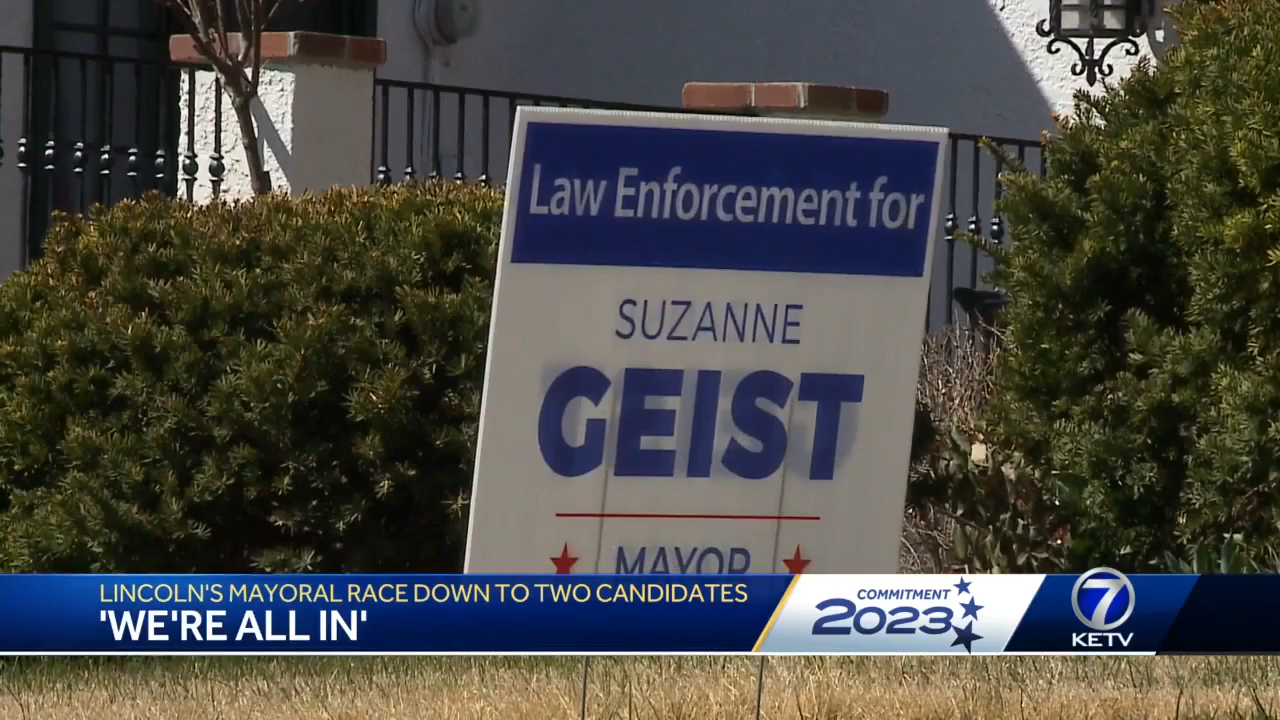 Law Enforcement for
SUZANNE
GEIST
MAYOR
LINCOLN'S MAYORAL RACE DOWN TO TWO CANDIDATES
'WE'RE ALL IN'
COMMITMENT
2023
7
KETV